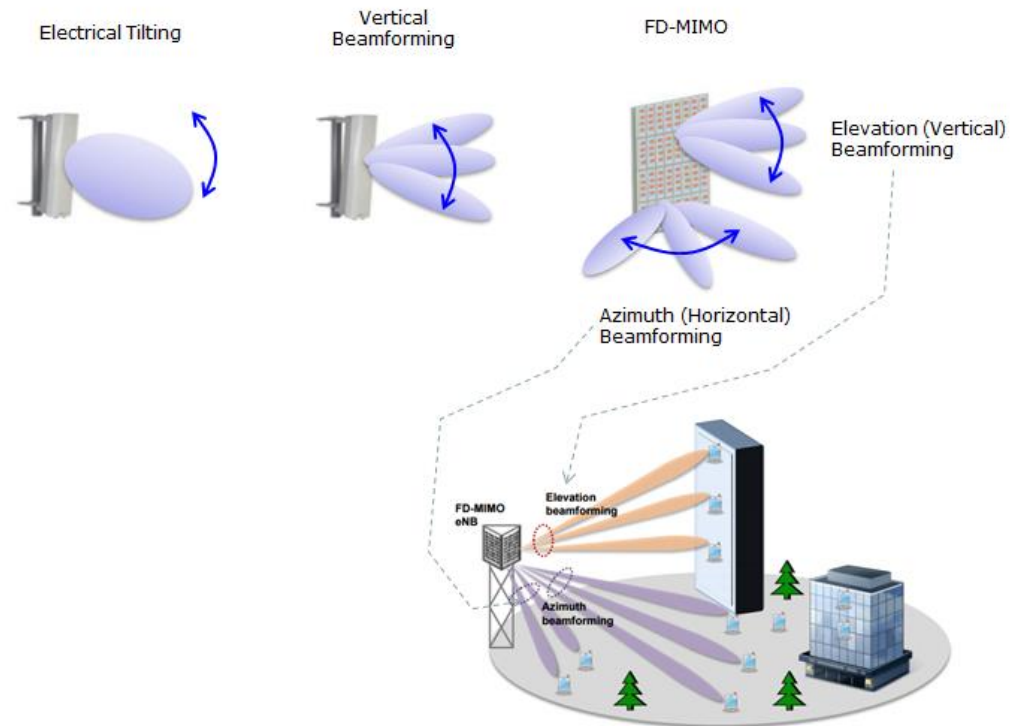 Electrical Tilting
Vertical
Beamforming
FD-MIMO
Elevation (Vertical)
Beamforming
Azimuth (Horizontal)
Beamforming
FD-MIMO
eNB
Elevation
beamforming
Azimuth
beamforming